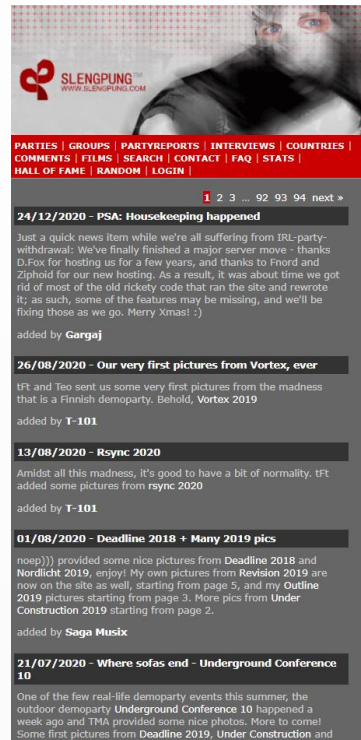 SLENGPUNG™
WWW.SLENGPUNG.COM
PARTIES | GROUPS | PARTYREPORTS | INTERVIEWS | COUNTRIES |
COMMENTS | FILMS | SEARCH | CONTACT | FAQ | STATS |
HALL OF FAME | RANDOM | LOGIN |
1 2 3 ... 92 93 94 next »
24/12/2020 - PSA: Housekeeping happened
Just a quick news item while we're all suffering from IRL-party-
withdrawal: We've finally finished a major server move - thanks
D.Fox for hosting us for a few years, and thanks to Fnord and
Ziphoid for our new hosting. As a result, it was about time we got
rid of most of the old rickety code that ran the site and rewrote
it; as such, some of the features may be missing, and we'll be
fixing those as we go. Merry Xmas! :)
added by Gargaj
26/08/2020 - Our very first pictures from Vortex, ever
tFt and Teo sent us some very first pictures from the madness
that is a Finnish demoparty. Behold, Vortex 2019
added by T-101
13/08/2020 - Rsync 2020
Amidst all this madness, it's good to have a bit of normality. tFt
added some pictures from rsync 2020
added by T-101
01/08/2020 - Deadline 2018 + Many 2019 pics
noep))) provided some nice pictures from Deadline 2018 and
Nordlicht 2019, enjoy! My own pictures from Revision 2019 are
now on the site as well, starting from page 5, and my Outline
2019 pictures starting from page 3. More pics from Under
Construction 2019 starting from page 2.
added by Saga Musix
21/07/2020 - Where sofas end - Underground Conference
10
One of the few real-life demoparty events this summer, the
outdoor demoparty Underground Conference 10 happened a
week ago and TMA provided some nice photos. More to come!
Some first pictures from Deadline 2019, Under Construction and